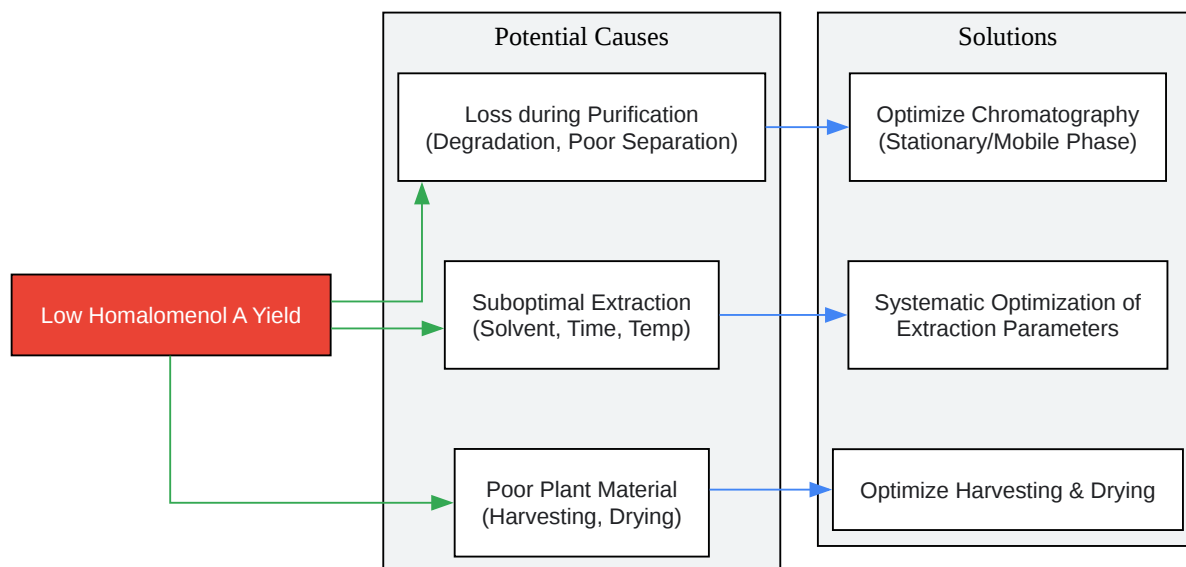 Potential Causes
Solutions
Loss during Purification
(Degradation, Poor Separation)
Optimize Chromatography
(Stationary/Mobile Phase)
Low Homalomenol A Yield
Suboptimal Extraction
(Solvent, Time, Temp)
Systematic Optimization of
Extraction Parameters
Poor Plant Material
(Harvesting, Drying)
Optimize Harvesting & Drying